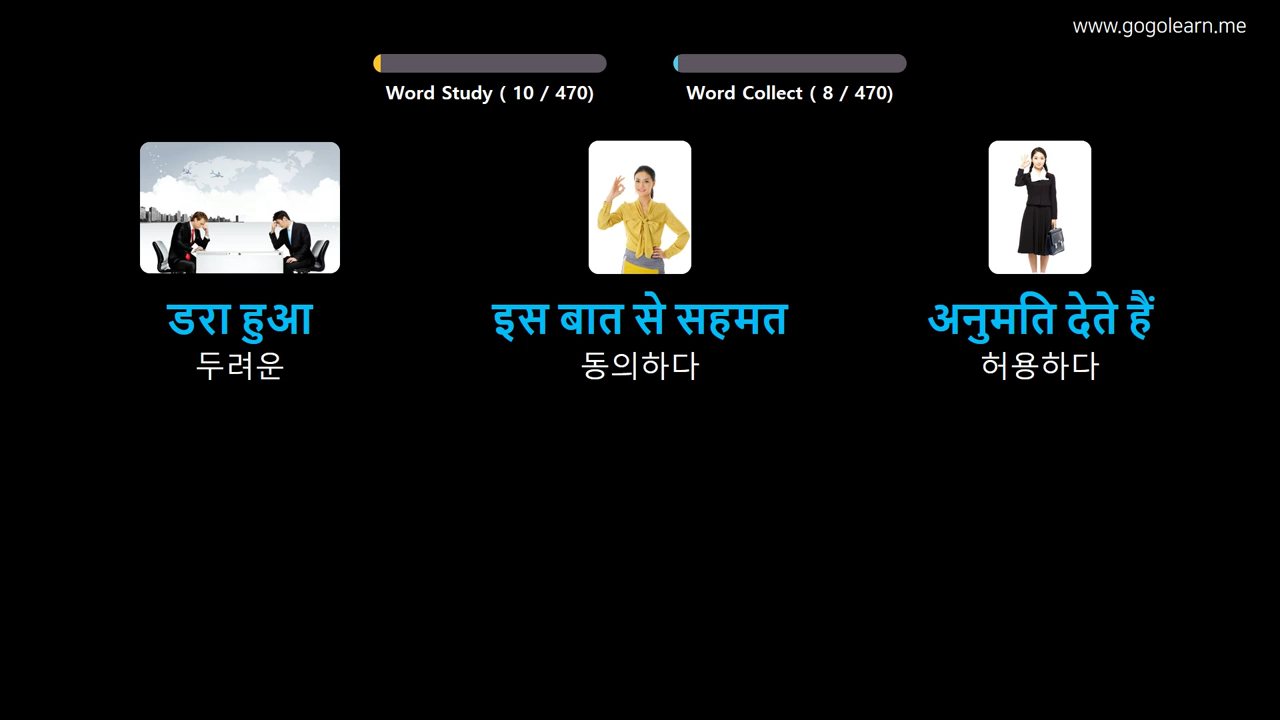 www.gogolearn.me
Word Study ( 10 / 470)
Word Collect ( 8 / 470)
डरा हुआ
두려운
इस बात से सहमत
동의하다
अनुमति देते हैं
허용하다